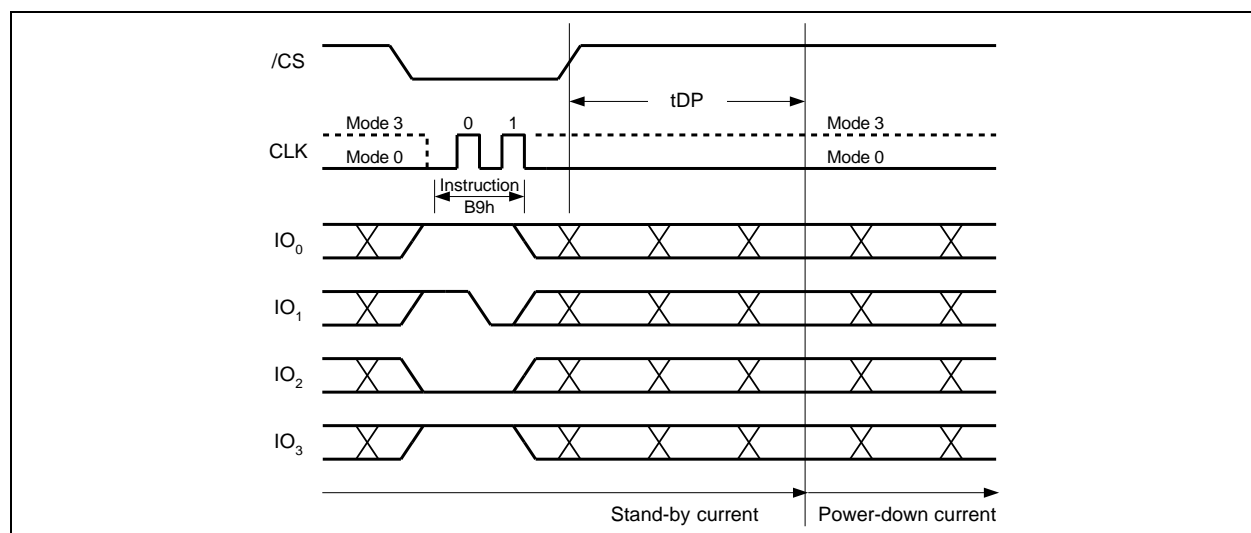 /CS
tDP
Mode 3 0 1 Mode 3
CLK
Mode 0 Mode 0
Instruction
B9h
IO0
IO1
IO2
IO3
Stand-by current Power-down current